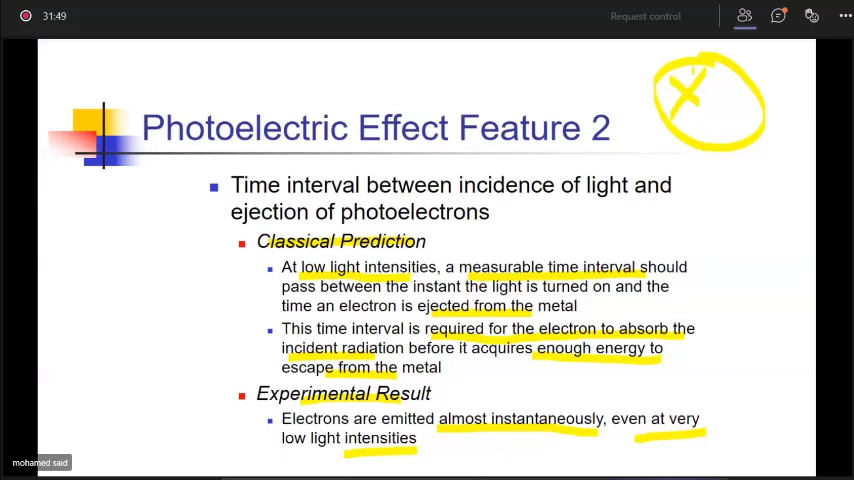 31:49
Request control
Photoelectric Effect Feature 2
Time interval between incidence of light and
ejection of photoelectrons
Classical Prediction
At low light intensities, a measurable time interval should
pass between the instant the light is turned on and the
time an electron is ejected from the metal
This time interval is required for the electron to absorb the
incident radiation before it acquires enough energy to
escape from the metal
Experimental Result
Electrons are emitted almost instantaneously, even at very
low light intensities
mohamed said